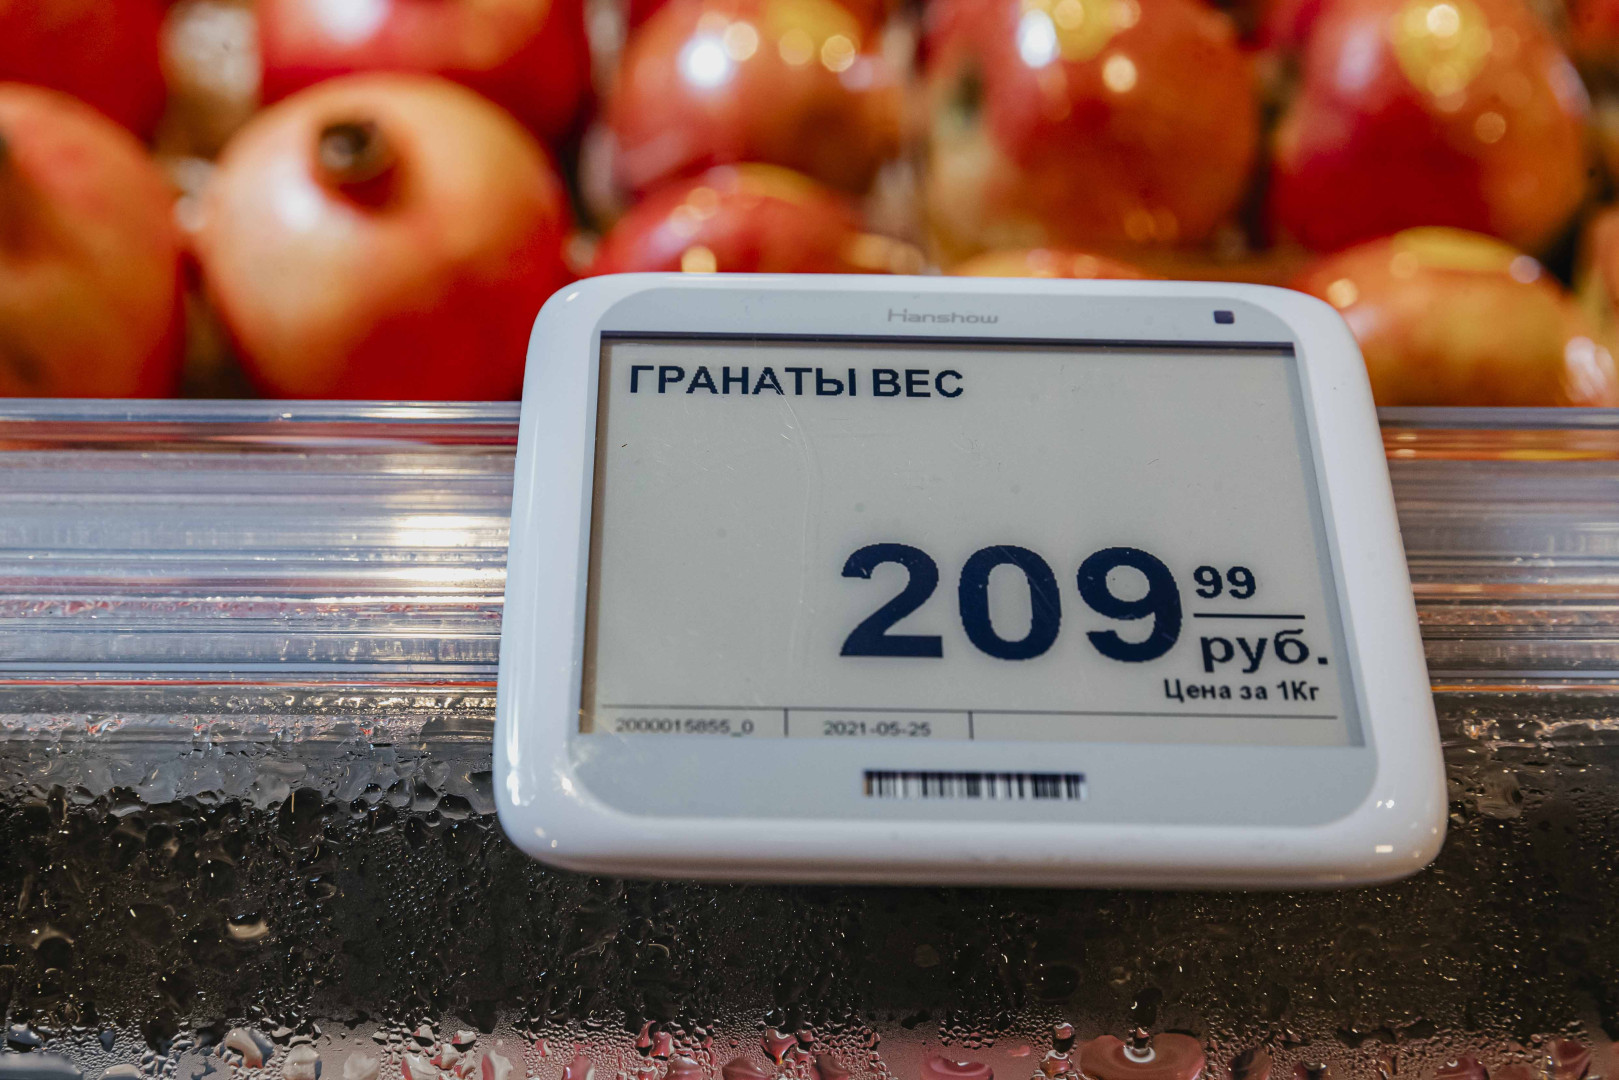 Hanshow
ГРАНАТЫ ВЕС
209 99
руб.
Цена за 1Кг
2000015855_0 2021-05-25